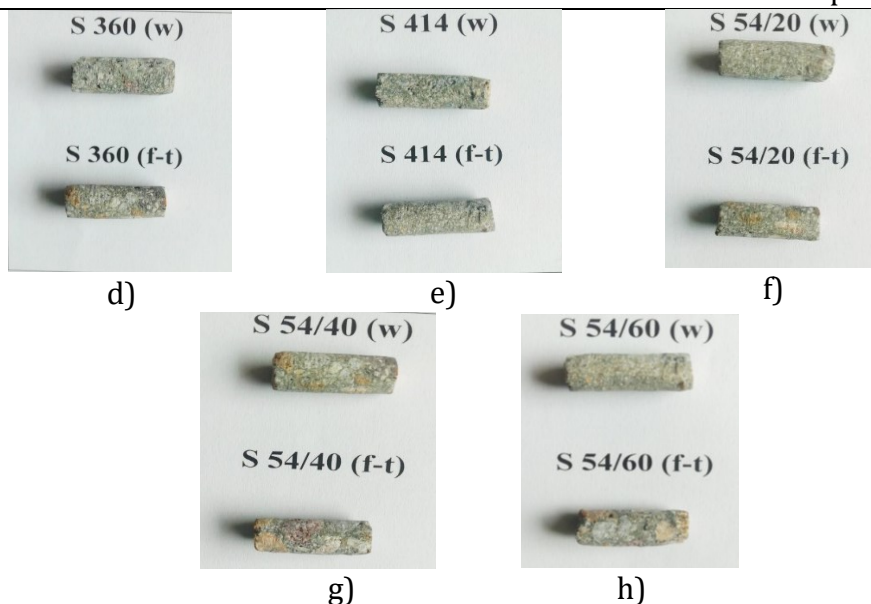 S 360 (w)
S 360 (f-t)
d)
S 414 (w)
S 414 (f-t)
e)
S 54/20 (w)
S 54/20 (f-t)
f)
S 54/40 (w)
S 54/40 (f-t)
g)
S 54/60 (w)
S 54/60 (f-t)
h)